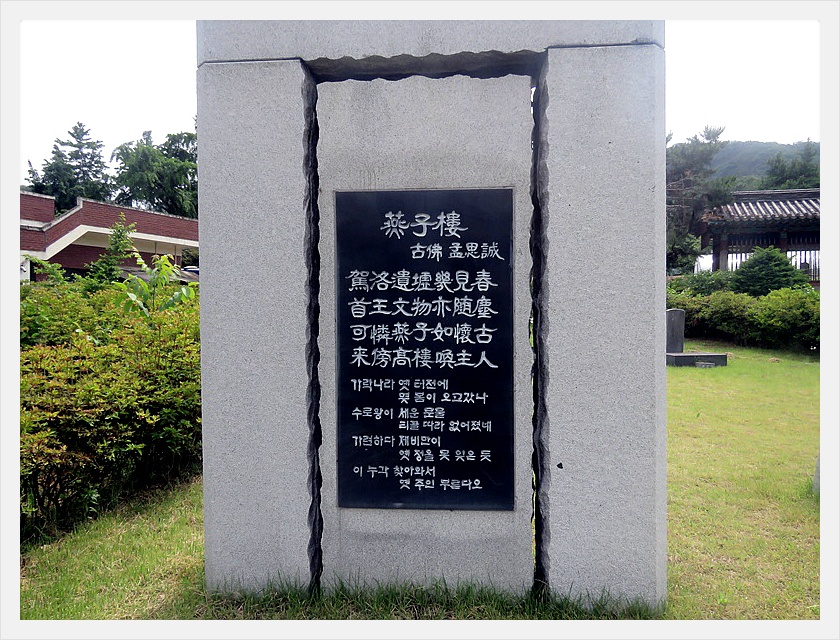 燕子樓
古佛 孟思誠
駕洛遺墟幾見春
首王文物亦隨塵
可憐燕子如懷古
來傍高樓喚主人
가락나라 옛 터전에
몇 봄이 오고갔나
수로왕이 세운 문물
티끌 따라 없어졌네
가련하다 제비만이
옛 정을 못 잊은 듯
이 누각 찾아와서
옛 주인 부른다오